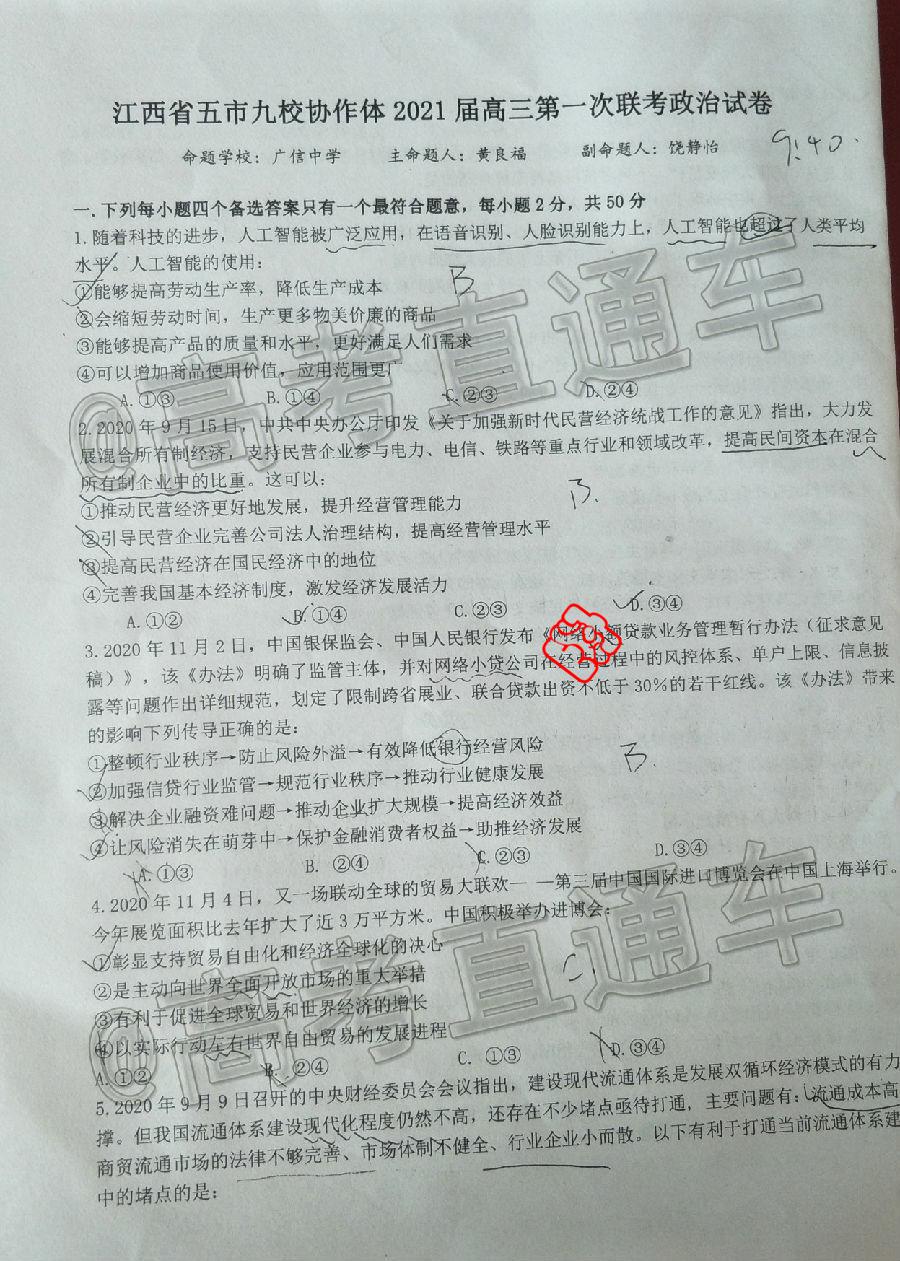 江西省五市九校协作体 2021 届高三第一次联考政治试卷
命题学校：广信中学 主命题人：黄良福 副命题人：饶静怡
9:40.
一.下列每小题四个备选答案只有一个最符合题意，每小题2分，共50分
1.随着科技的进步，人工智能被广泛应用，在语音识别、人脸识别能力上，人工智能也超过了人类平均
水平。人工智能的使用：
①能够提高劳动生产率，降低生产成本
B
②会缩短劳动时间，生产更多物美价廉的商品
③能够提高产品的质量和水平，更好满足人们需求
④可以增加商品使用价值，应用范围更广
A.①③ B.①④ C.②③ D.②④
2.2020年9月15日，中共中央办公厅印发《关于加强新时代民营经济统战工作的意见》指出，大力发
展混合所有制经济，支持民营企业参与电力、电信、铁路等重点行业和领域改革，提高民间资本在混合
所有制企业中的比重。这可以：
①推动民营经济更好地发展，提升经营管理能力
B.
②引导民营企业完善公司法人治理结构，提高经营管理水平
③提高民营经济在国民经济中的地位
④完善我国基本经济制度，激发经济发展活力
A.①② B.①④ C.②③ D.③④
3.2020年11月2日，中国银保监会、中国人民银行发布《网络小额贷款业务管理暂行办法（征求意见
稿）》，该《办法》明确了监管主体，并对网络小贷公司在经营过程中的风控体系、单户上限、信息披
露等问题作出详细规范，划定了限制跨省展业、联合贷款出资不低于30%的若干红线。该《办法》带来
的影响下列传导正确的是：
①整顿行业秩序→防止风险外溢→有效降低银行经营风险
B.
②加强信贷行业监管→规范行业秩序→推动行业健康发展
③解决企业融资难问题→推动企业扩大规模→提高经济效益
④让风险消失在萌芽中→保护金融消费者权益→助推经济发展
A.①③ B. ②④ C.②③ D.③④
4.2020年11月4日，又一场联动全球的贸易大联欢— —第三届中国国际进口博览会在中国上海举行。
今年展览面积比去年扩大了近3万平方米。中国积极举办进博会：
①彰显支持贸易自由化和经济全球化的决心
②是主动向世界全面开放市场的重大举措
C
③有利于促进全球贸易和世界经济的增长
④以实际行动左右世界自由贸易的发展进程
A.①② B. ②④ C. ①③ D.③④
5.2020年9月9日召开的中央财经委员会会议指出，建设现代流通体系是发展双循环经济模式的有力
撑。但我国流通体系建设现代化程度仍然不高，还存在不少堵点亟待打通，主要问题有：流通成本高
商贸流通市场的法律不够完善、市场体制不健全、行业企业小而散。以下有利于打通当前流通体系建
中的堵点的是：
@高考直通车
@高考直通车